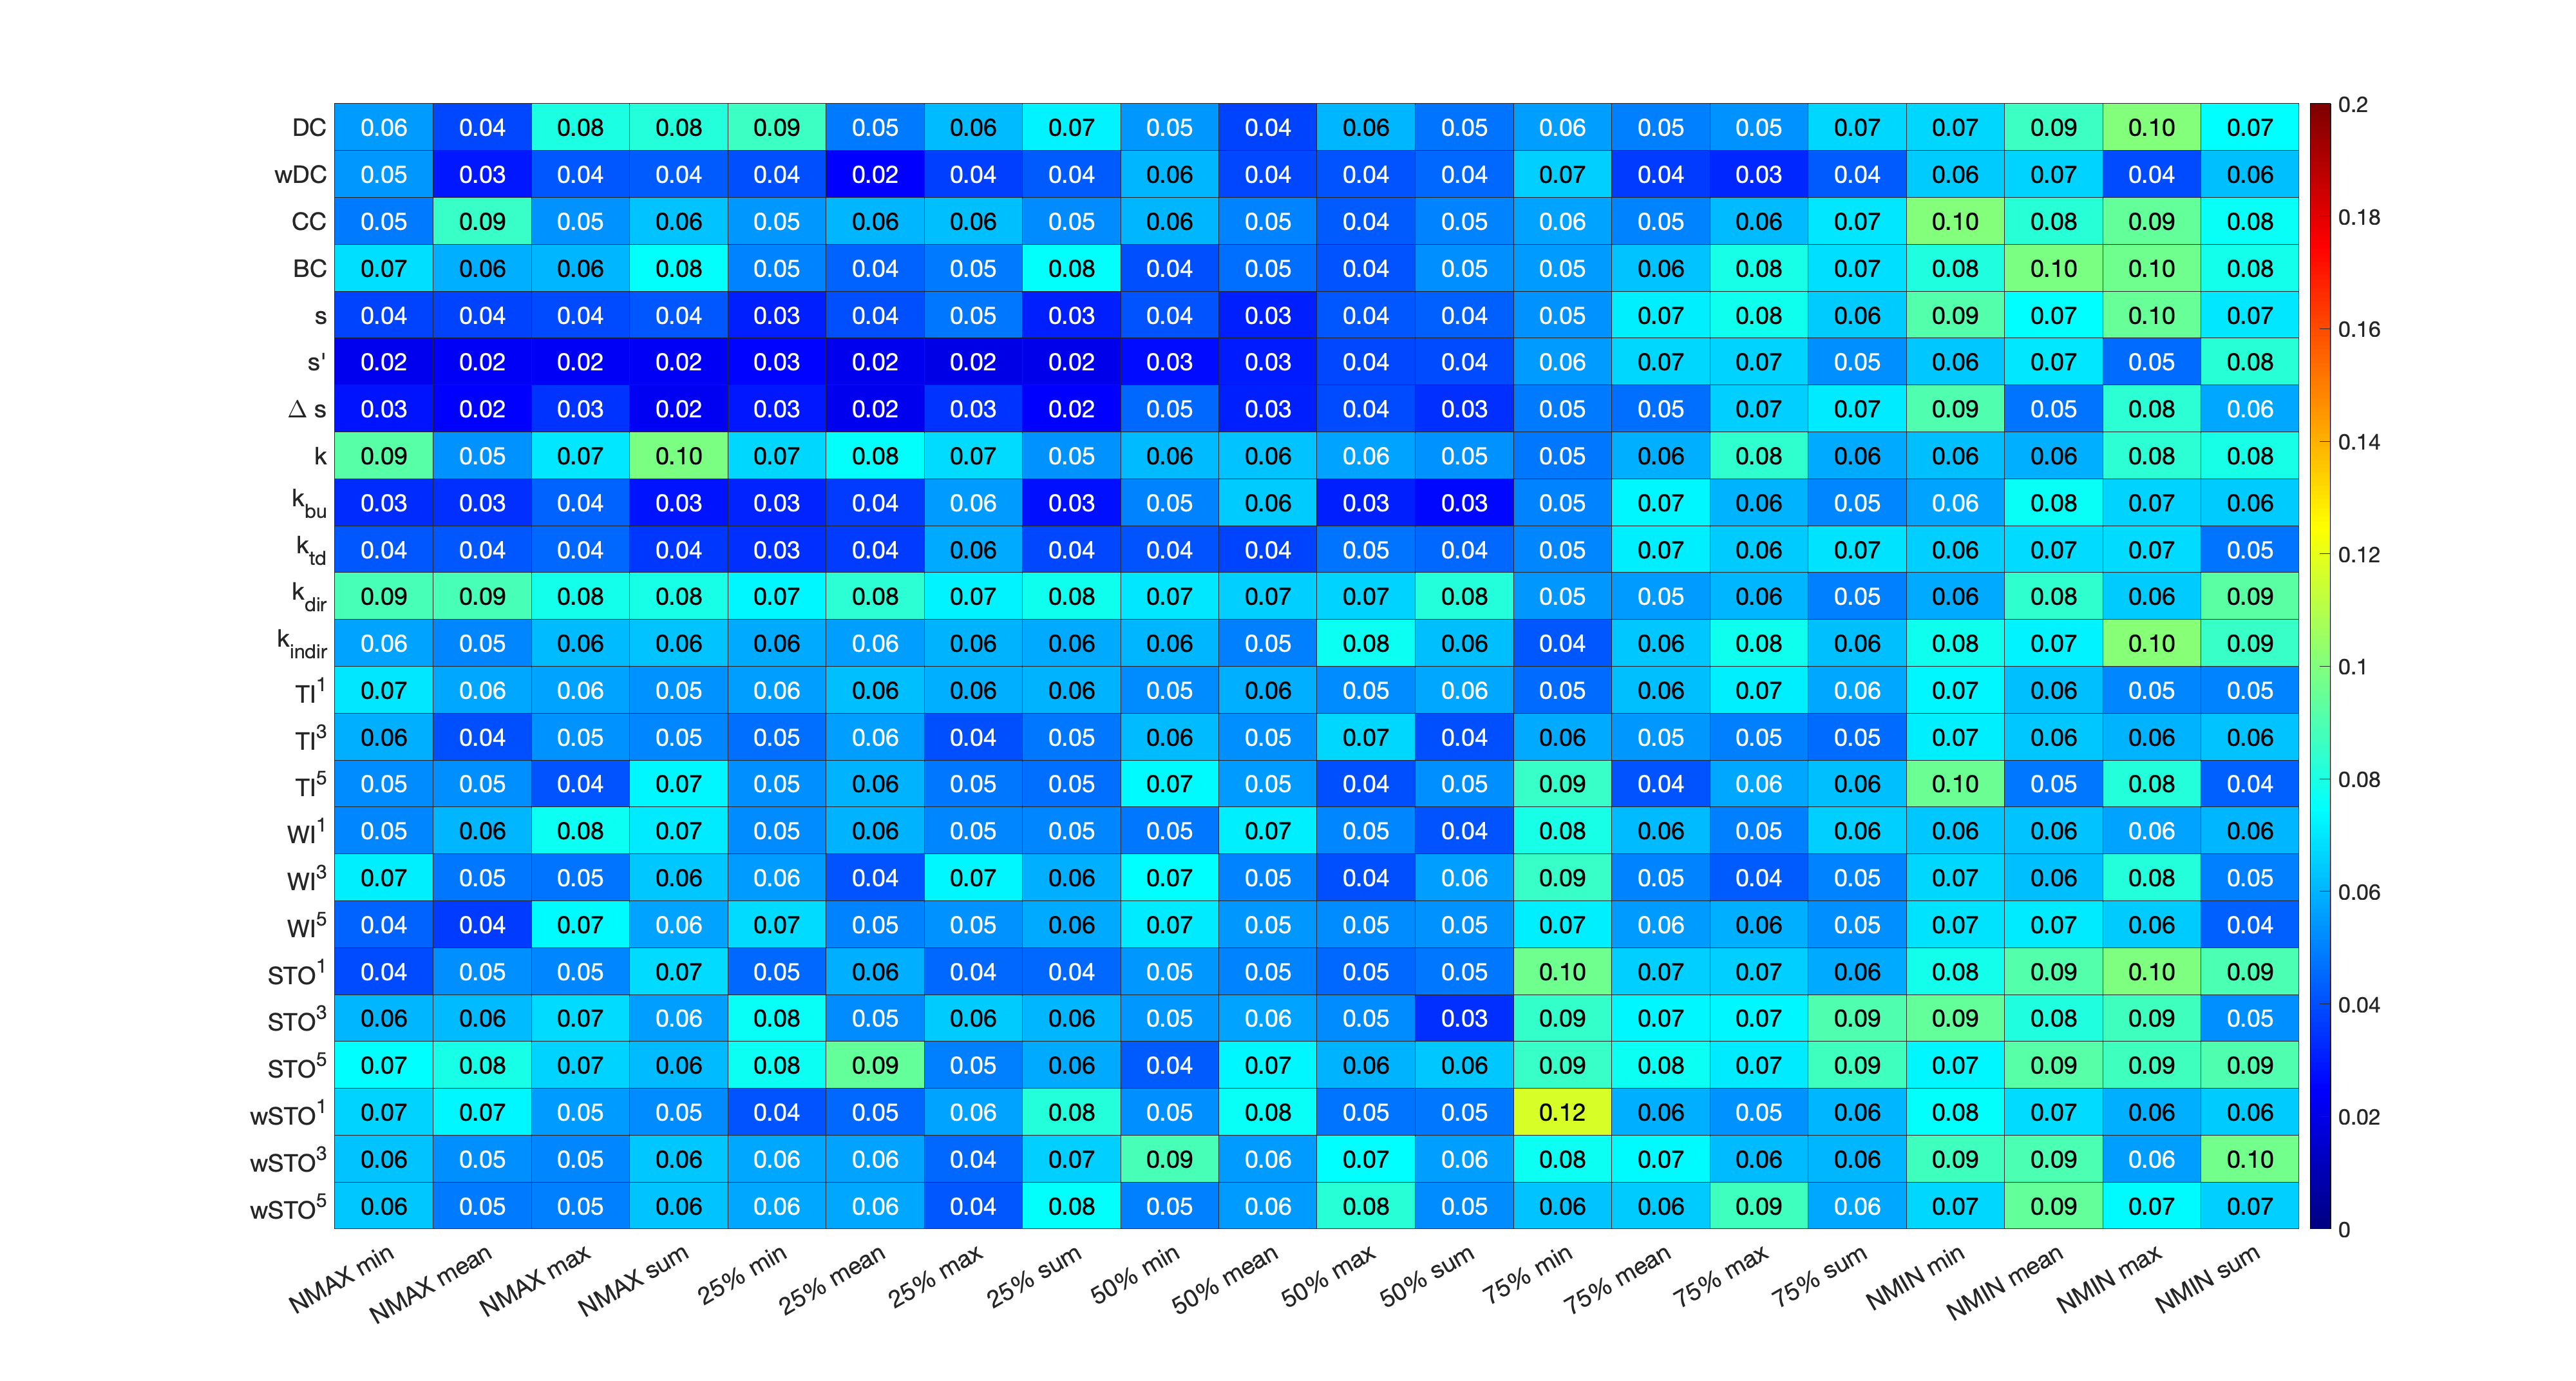 DC 0.06 0.04 0.08 0.08 0.09 0.05 0.06 0.07 0.05 0.04 0.06 0.05 0.06 0.05 0.05 0.07 0.07 0.09 0.10 0.07
wDC 0.05 0.03 0.04 0.04 0.04 0.02 0.04 0.04 0.06 0.04 0.04 0.04 0.07 0.04 0.03 0.04 0.06 0.07 0.04 0.06
CC 0.05 0.09 0.05 0.06 0.05 0.06 0.06 0.05 0.06 0.05 0.04 0.05 0.06 0.05 0.06 0.07 0.10 0.08 0.09 0.08
BC 0.07 0.06 0.06 0.08 0.05 0.04 0.05 0.08 0.04 0.05 0.04 0.05 0.05 0.06 0.08 0.07 0.08 0.10 0.10 0.08
s 0.04 0.04 0.04 0.04 0.03 0.04 0.05 0.03 0.04 0.03 0.04 0.04 0.05 0.07 0.08 0.06 0.09 0.07 0.10 0.07
s' 0.02 0.02 0.02 0.02 0.03 0.02 0.02 0.02 0.03 0.03 0.04 0.04 0.06 0.07 0.07 0.05 0.06 0.07 0.05 0.08
Δ s 0.03 0.02 0.03 0.02 0.03 0.02 0.03 0.02 0.05 0.03 0.04 0.03 0.05 0.05 0.07 0.07 0.09 0.05 0.08 0.06
k 0.09 0.05 0.07 0.10 0.07 0.08 0.07 0.05 0.06 0.06 0.06 0.05 0.05 0.06 0.08 0.06 0.06 0.06 0.08 0.08
k_bu 0.03 0.03 0.04 0.03 0.03 0.04 0.06 0.03 0.05 0.06 0.03 0.03 0.05 0.07 0.06 0.05 0.06 0.08 0.07 0.06
k_td 0.04 0.04 0.04 0.04 0.03 0.04 0.06 0.04 0.04 0.04 0.05 0.04 0.05 0.07 0.06 0.07 0.06 0.07 0.07 0.05
k_dir 0.09 0.09 0.08 0.08 0.07 0.08 0.07 0.08 0.07 0.07 0.07 0.08 0.05 0.05 0.06 0.05 0.06 0.08 0.06 0.09
k_indir 0.06 0.05 0.06 0.06 0.06 0.06 0.06 0.06 0.06 0.05 0.08 0.06 0.04 0.06 0.08 0.06 0.08 0.07 0.10 0.09
TI¹ 0.07 0.06 0.06 0.05 0.06 0.06 0.06 0.06 0.05 0.06 0.05 0.06 0.05 0.06 0.07 0.06 0.07 0.06 0.05 0.05
TI³ 0.06 0.04 0.05 0.05 0.05 0.06 0.04 0.05 0.06 0.05 0.07 0.04 0.06 0.05 0.05 0.05 0.07 0.06 0.06 0.06
TI⁵ 0.05 0.05 0.04 0.07 0.05 0.06 0.05 0.05 0.07 0.05 0.04 0.05 0.09 0.04 0.06 0.06 0.10 0.05 0.08 0.04
WI¹ 0.05 0.06 0.08 0.07 0.05 0.06 0.05 0.05 0.05 0.07 0.05 0.04 0.08 0.06 0.05 0.06 0.06 0.06 0.06 0.06
WI³ 0.07 0.05 0.05 0.06 0.06 0.04 0.07 0.06 0.07 0.05 0.04 0.06 0.09 0.05 0.04 0.05 0.07 0.06 0.08 0.05
WI⁵ 0.04 0.04 0.07 0.06 0.07 0.05 0.05 0.06 0.07 0.05 0.05 0.05 0.07 0.06 0.06 0.05 0.07 0.07 0.06 0.04
STO¹ 0.04 0.05 0.05 0.07 0.05 0.06 0.04 0.04 0.05 0.05 0.05 0.05 0.10 0.07 0.07 0.06 0.08 0.09 0.10 0.09
STO³ 0.06 0.06 0.07 0.06 0.08 0.05 0.06 0.06 0.05 0.06 0.05 0.03 0.09 0.07 0.07 0.09 0.09 0.08 0.09 0.05
STO⁵ 0.07 0.08 0.07 0.06 0.08 0.09 0.05 0.06 0.04 0.07 0.06 0.06 0.09 0.08 0.07 0.09 0.07 0.09 0.09 0.09
wSTO¹ 0.07 0.07 0.05 0.05 0.04 0.05 0.06 0.08 0.05 0.08 0.05 0.05 0.12 0.06 0.05 0.06 0.08 0.07 0.06 0.06
wSTO³ 0.06 0.05 0.05 0.06 0.06 0.06 0.04 0.07 0.09 0.06 0.07 0.06 0.08 0.07 0.06 0.06 0.09 0.09 0.06 0.10
wSTO⁵ 0.06 0.05 0.05 0.06 0.06 0.06 0.04 0.08 0.05 0.06 0.08 0.05 0.06 0.06 0.09 0.06 0.07 0.09 0.07 0.07
NMAX min
NMAX mean
NMAX max
NMAX sum
25% min
25% mean
25% max
25% sum
50% min
50% mean
50% max
50% sum
75% min
75% mean
75% max
75% sum
NMIN min
NMIN mean
NMIN max
NMIN sum
0.2
0.18
0.16
0.14
0.12
0.1
0.08
0.06
0.04
0.02
0